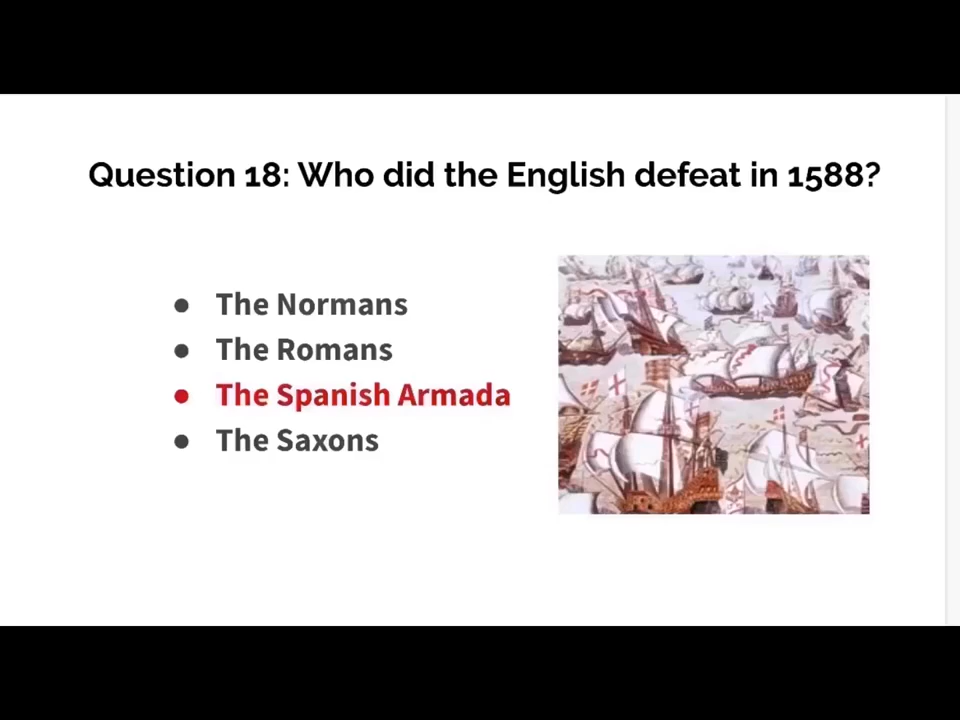 Question 18: Who did the English defeat in 1588?
● The Normans
● The Romans
● The Spanish Armada
● The Saxons